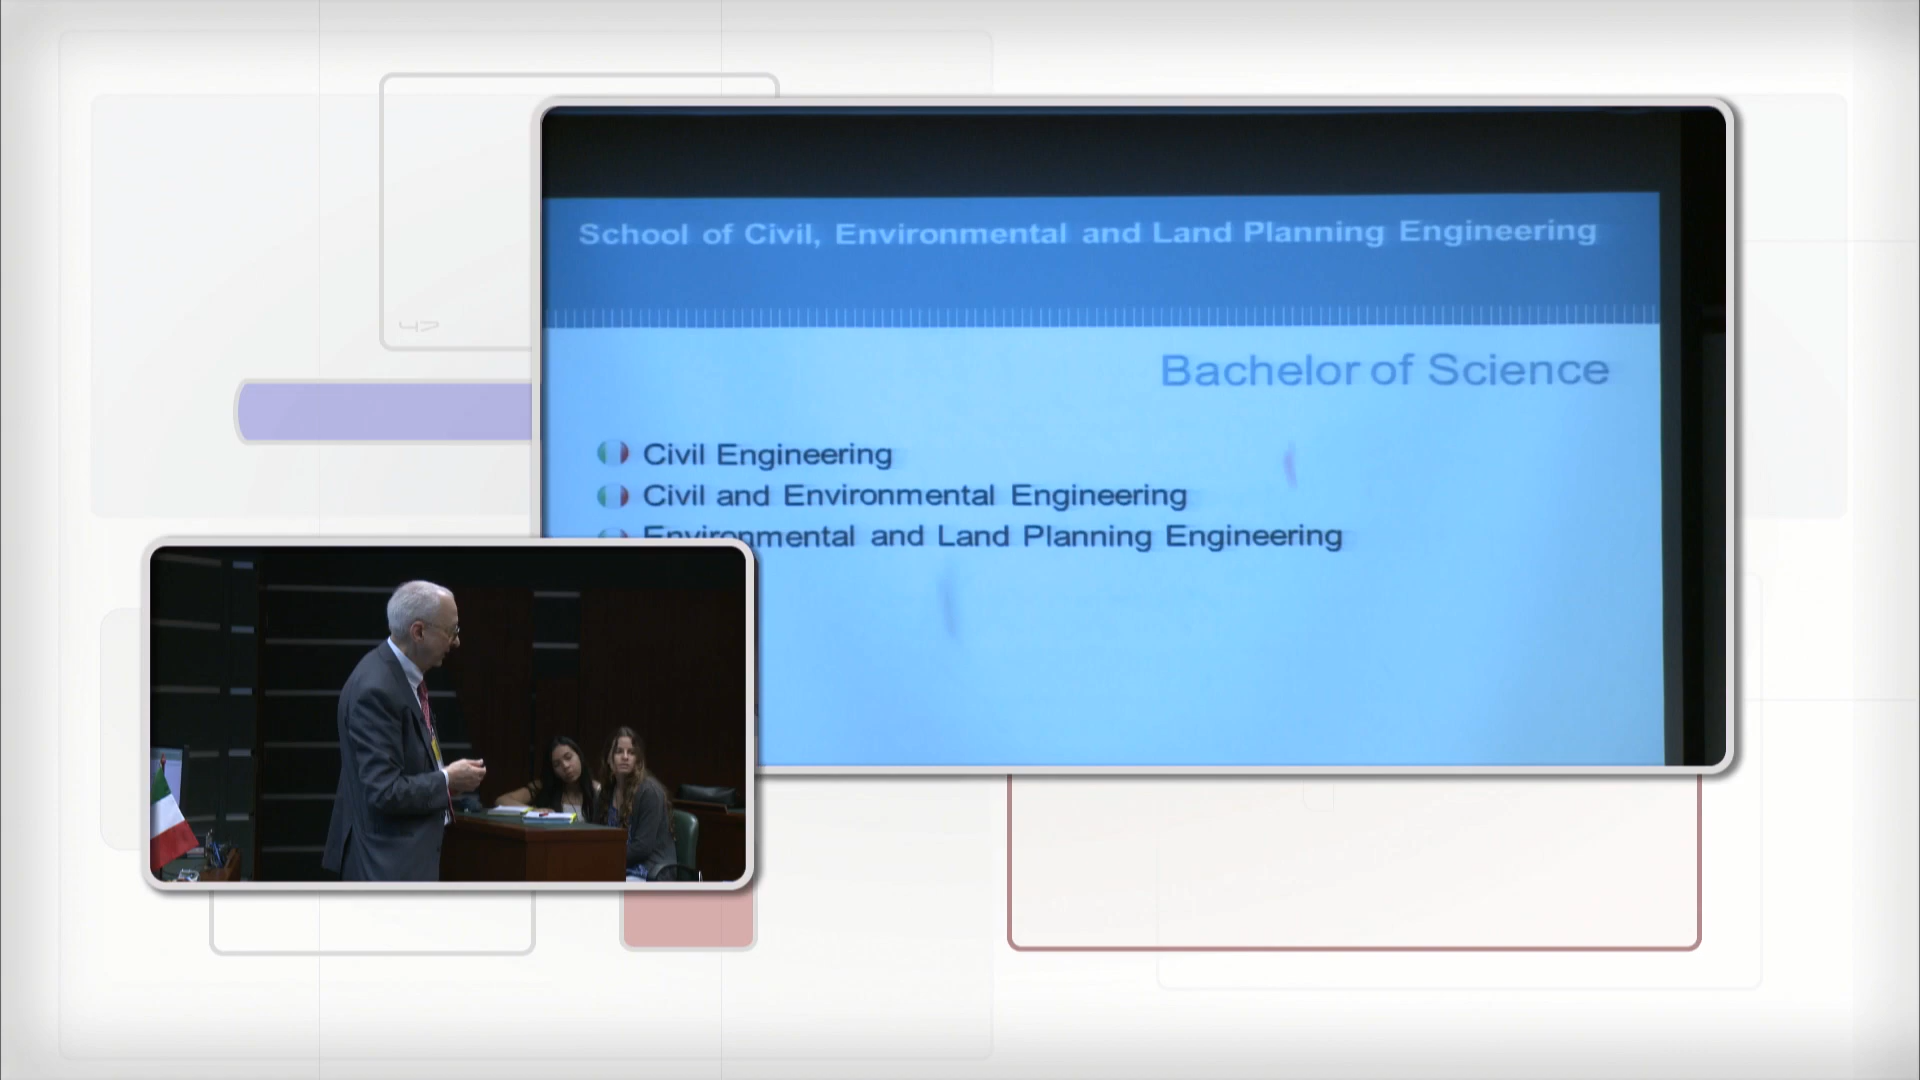 School of Civil, Environmental and Land Planning Engineering
Bachelor of Science
Civil Engineering
Civil and Environmental Engineering
Environmental and Land Planning Engineering